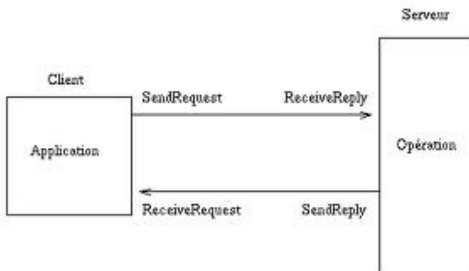 Serveur
Client
SendRequest ReceiveReply
Application
Opération
ReceiveRequest SendReply